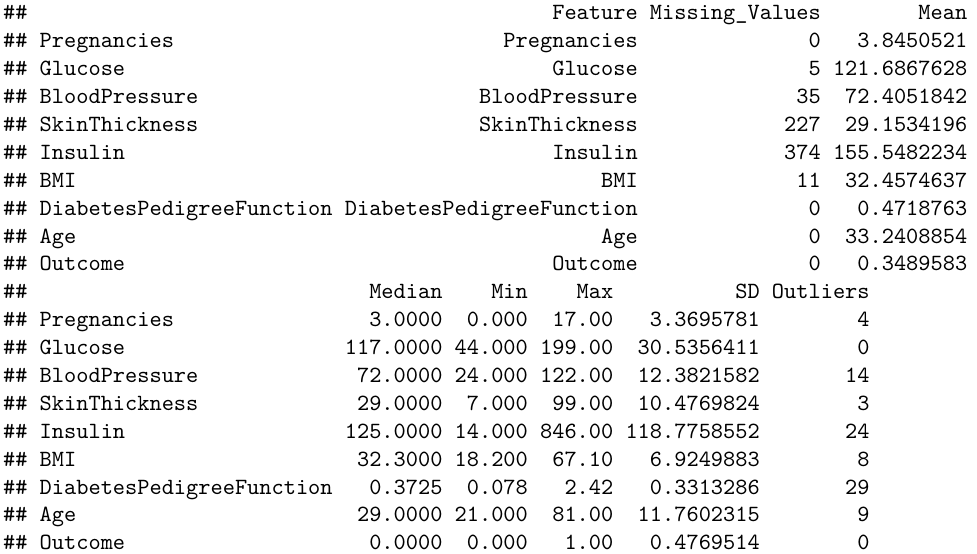 ##                                           Feature Missing_Values        Mean
## Pregnancies                           Pregnancies              0   3.8450521
## Glucose                                   Glucose              5 121.6867628
## BloodPressure                       BloodPressure             35  72.4051842
## SkinThickness                       SkinThickness            227  29.1534196
## Insulin                                   Insulin            374 155.5482234
## BMI                                           BMI             11  32.4574637
## DiabetesPedigreeFunction DiabetesPedigreeFunction              0   0.4718763
## Age                                           Age              0  33.2408854
## Outcome                                   Outcome              0   0.3489583
##                            Median    Min    Max          SD Outliers
## Pregnancies                3.0000  0.000  17.00   3.3695781        4
## Glucose                  117.0000 44.000 199.00  30.5356411        0
## BloodPressure             72.0000 24.000 122.00  12.3821582       14
## SkinThickness             29.0000  7.000  99.00  10.4769824        3
## Insulin                  125.0000 14.000 846.00 118.7758552       24
## BMI                       32.3000 18.200  67.10   6.9249883        8
## DiabetesPedigreeFunction   0.3725  0.078   2.42   0.3313286       29
## Age                       29.0000 21.000  81.00  11.7602315        9
## Outcome                    0.0000  0.000   1.00   0.4769514        0